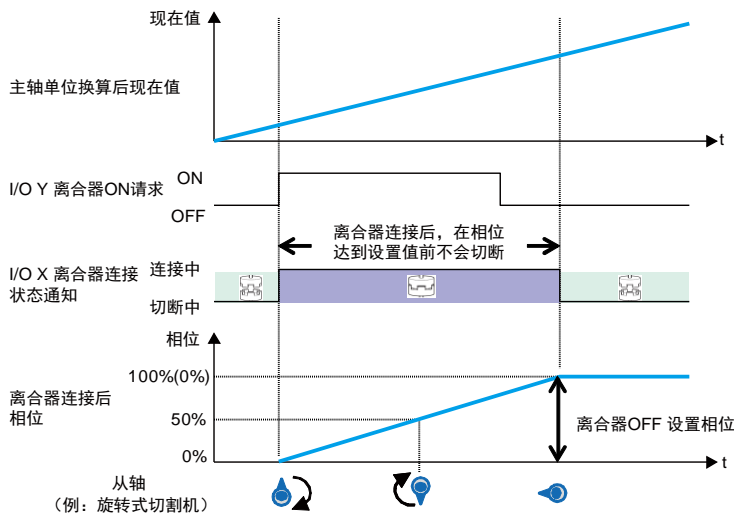 现在值
主轴单位换算后现在值
t
I/O Y 离合器ON请求
ON
OFF
离合器连接后，在相位
达到设置值前不会切断
I/O X 离合器连接
状态通知
连接中
切断中
相位
100%(0%)
离合器连接后
相位
50%
离合器OFF 设置相位
0%
t
从轴
（例：旋转式切割机）